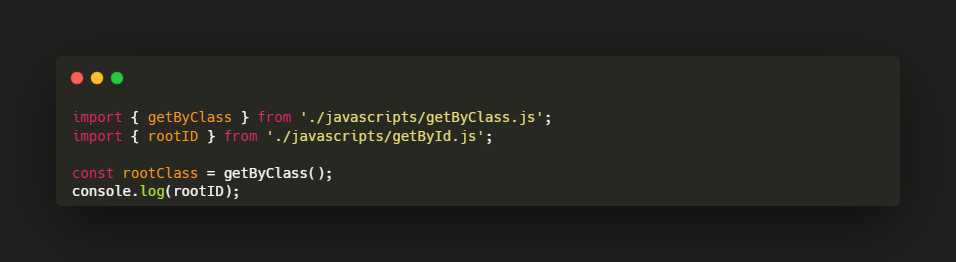 import { getByClass } from './javascripts/getByClass.js';
import { rootID } from './javascripts/getById.js';
const rootClass = getByClass();
console.log(rootID);